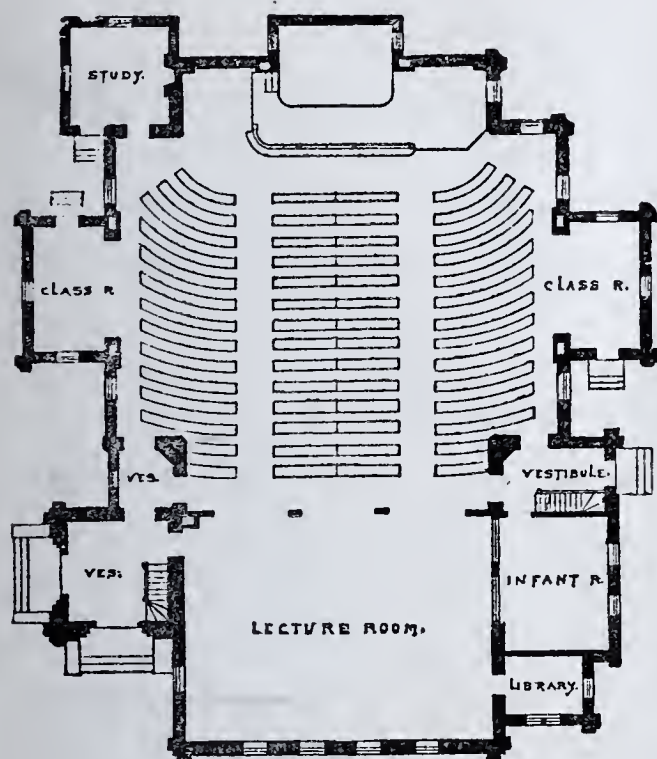 STUDY.
CLASS R
CLASS R.
VES.
VESTIBULE.
VES:
INFANT R.
LECTURE ROOM.
LIBRARY.